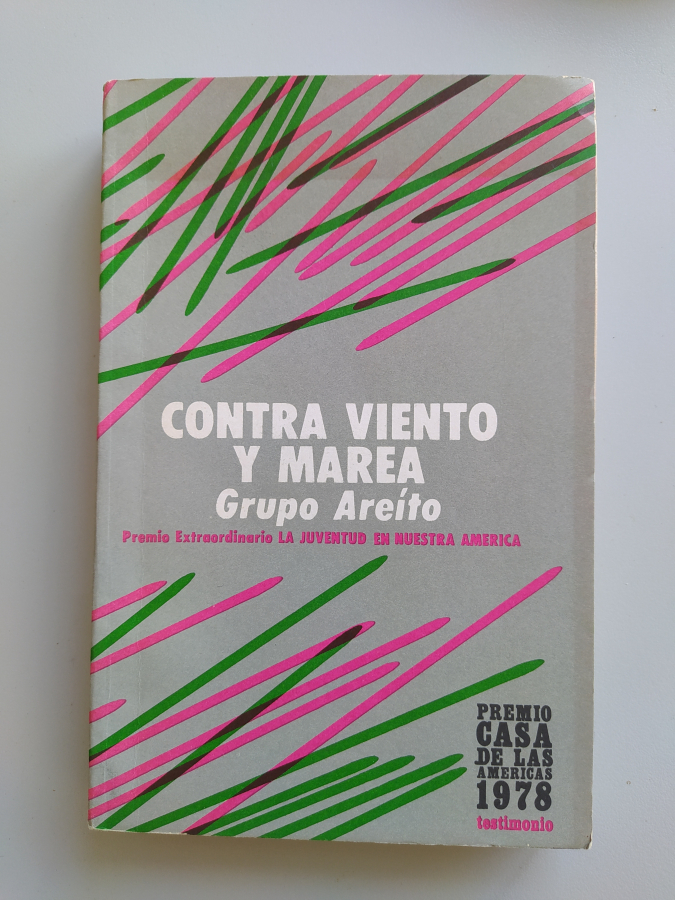 CONTRA VIENTO
Y MAREA
Grupo Areíto
Premio Extraordinario LA JUVENTUD EN NUESTRA AMERICA
PREMIO
CASA
DE LAS
AMERICAS
1978
testimonio